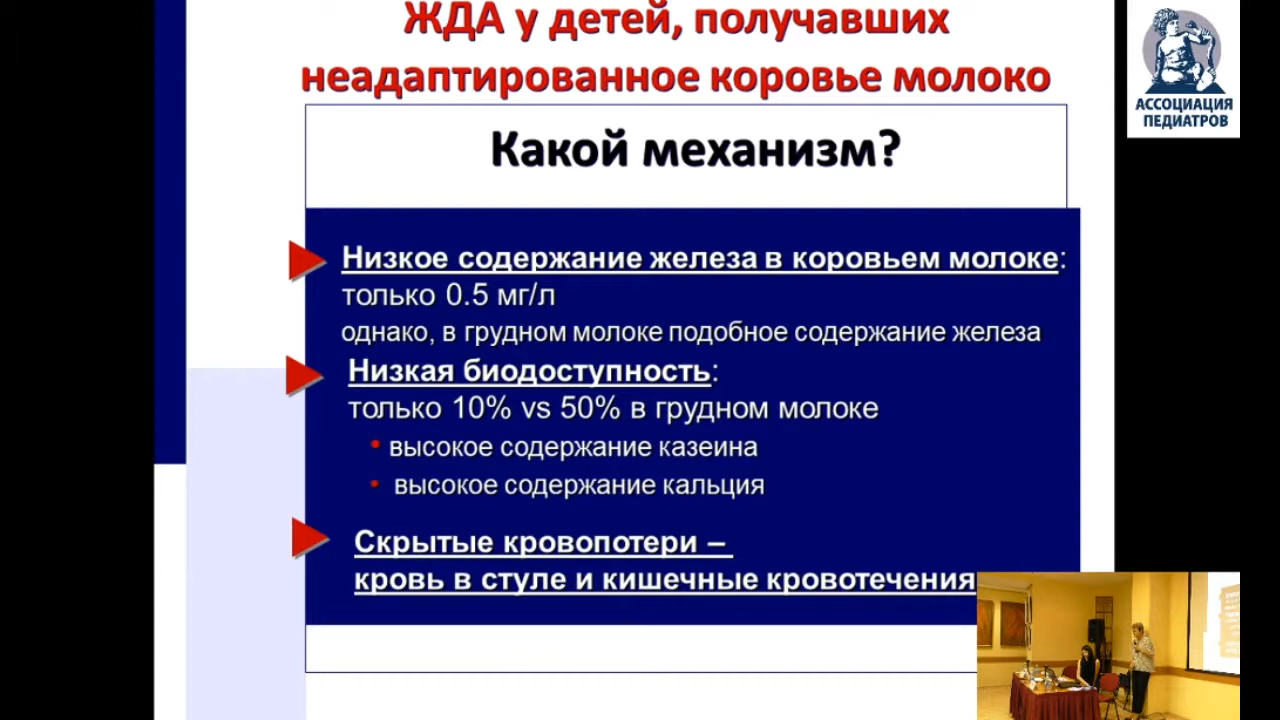 ЖДА у детей, получавших
неадаптированное коровье молоко
АССОЦИАЦИЯ
ПЕДИАТРОВ
Какой механизм?
Низкое содержание железа в коровьем молоке:
только 0.5 мг/л
однако, в грудном молоке подобное содержание железа
Низкая биодоступность:
только 10% vs 50% в грудном молоке
• высокое содержание казеина
• высокое содержание кальция
Скрытые кровопотери –
кровь в стуле и кишечные кровотечения